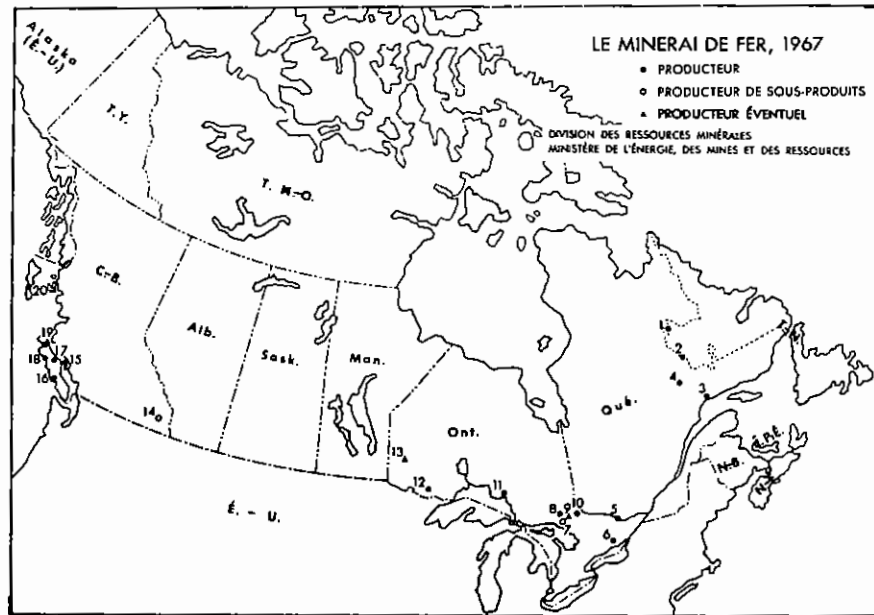 LE MINERAI DE FER, 1967
• PRODUCTEUR
o PRODUCTEUR DE SOUS-PRODUITS
▲ PRODUCTEUR ÉVENTUEL
DIVISION DES RESSOURCES MINÉRALES
MINISTÈRE DE L'ÉNERGIE, DES MINES ET DES RESSOURCES
Alaska
(É.-U.)
T.Y.
T. N.-O.
C.-B.
Alb.
Sask.
Man.
Ont.
Qué.
T.-N.
Î.P.É.
N.-B.
N.-É.
É. - U.
1
2
3
4
5
6
7
8
10
11
12
13
14
15
16
17
18
19
20